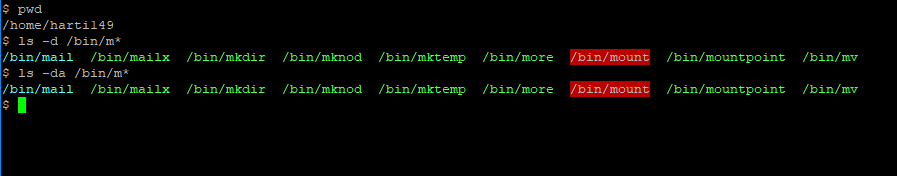 $ pwd
/home/harti149
$ ls -d /bin/m*
/bin/mail  /bin/mailx  /bin/mkdir  /bin/mknod  /bin/mktemp  /bin/more  /bin/mount  /bin/mountpoint  /bin/mv
$ ls -da /bin/m*
/bin/mail  /bin/mailx  /bin/mkdir  /bin/mknod  /bin/mktemp  /bin/more  /bin/mount  /bin/mountpoint  /bin/mv
$